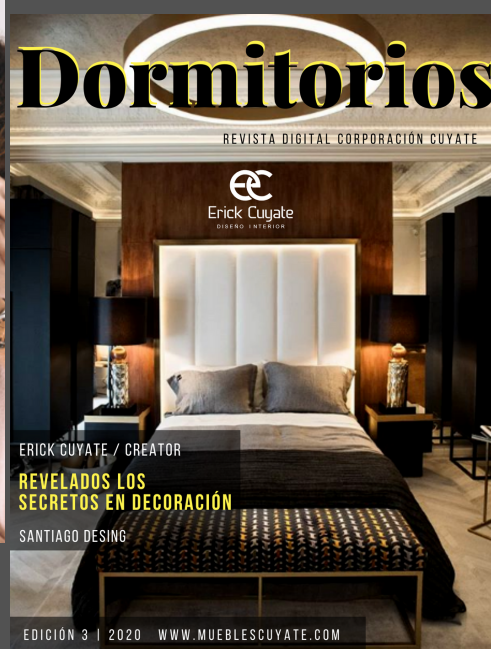 Dormitorios
REVISTA DIGITAL CORPORACIÓN CUYATE
EC
Erick Cuyate
DISEÑO INTERIOR
ERICK CUYATE / CREATOR
REVELADOS LOS
SECRETOS EN DECORACIÓN
SANTIAGO DESING
EDICIÓN 3 | 2020 WWW.MUEBLESCUYATE.COM